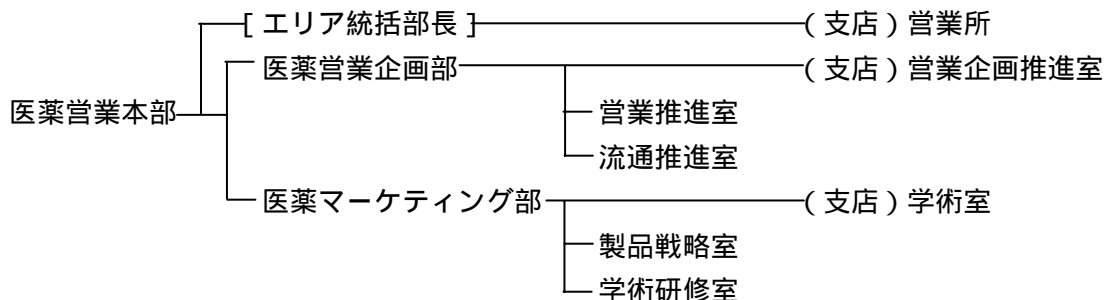 [ エリア統括部長 ] (支店)営業所
医薬営業企画部 (支店)営業企画推進室
医薬営業本部 営業推進室
流通推進室
医薬マーケティング部 (支店)学術室
製品戦略室
学術研修室